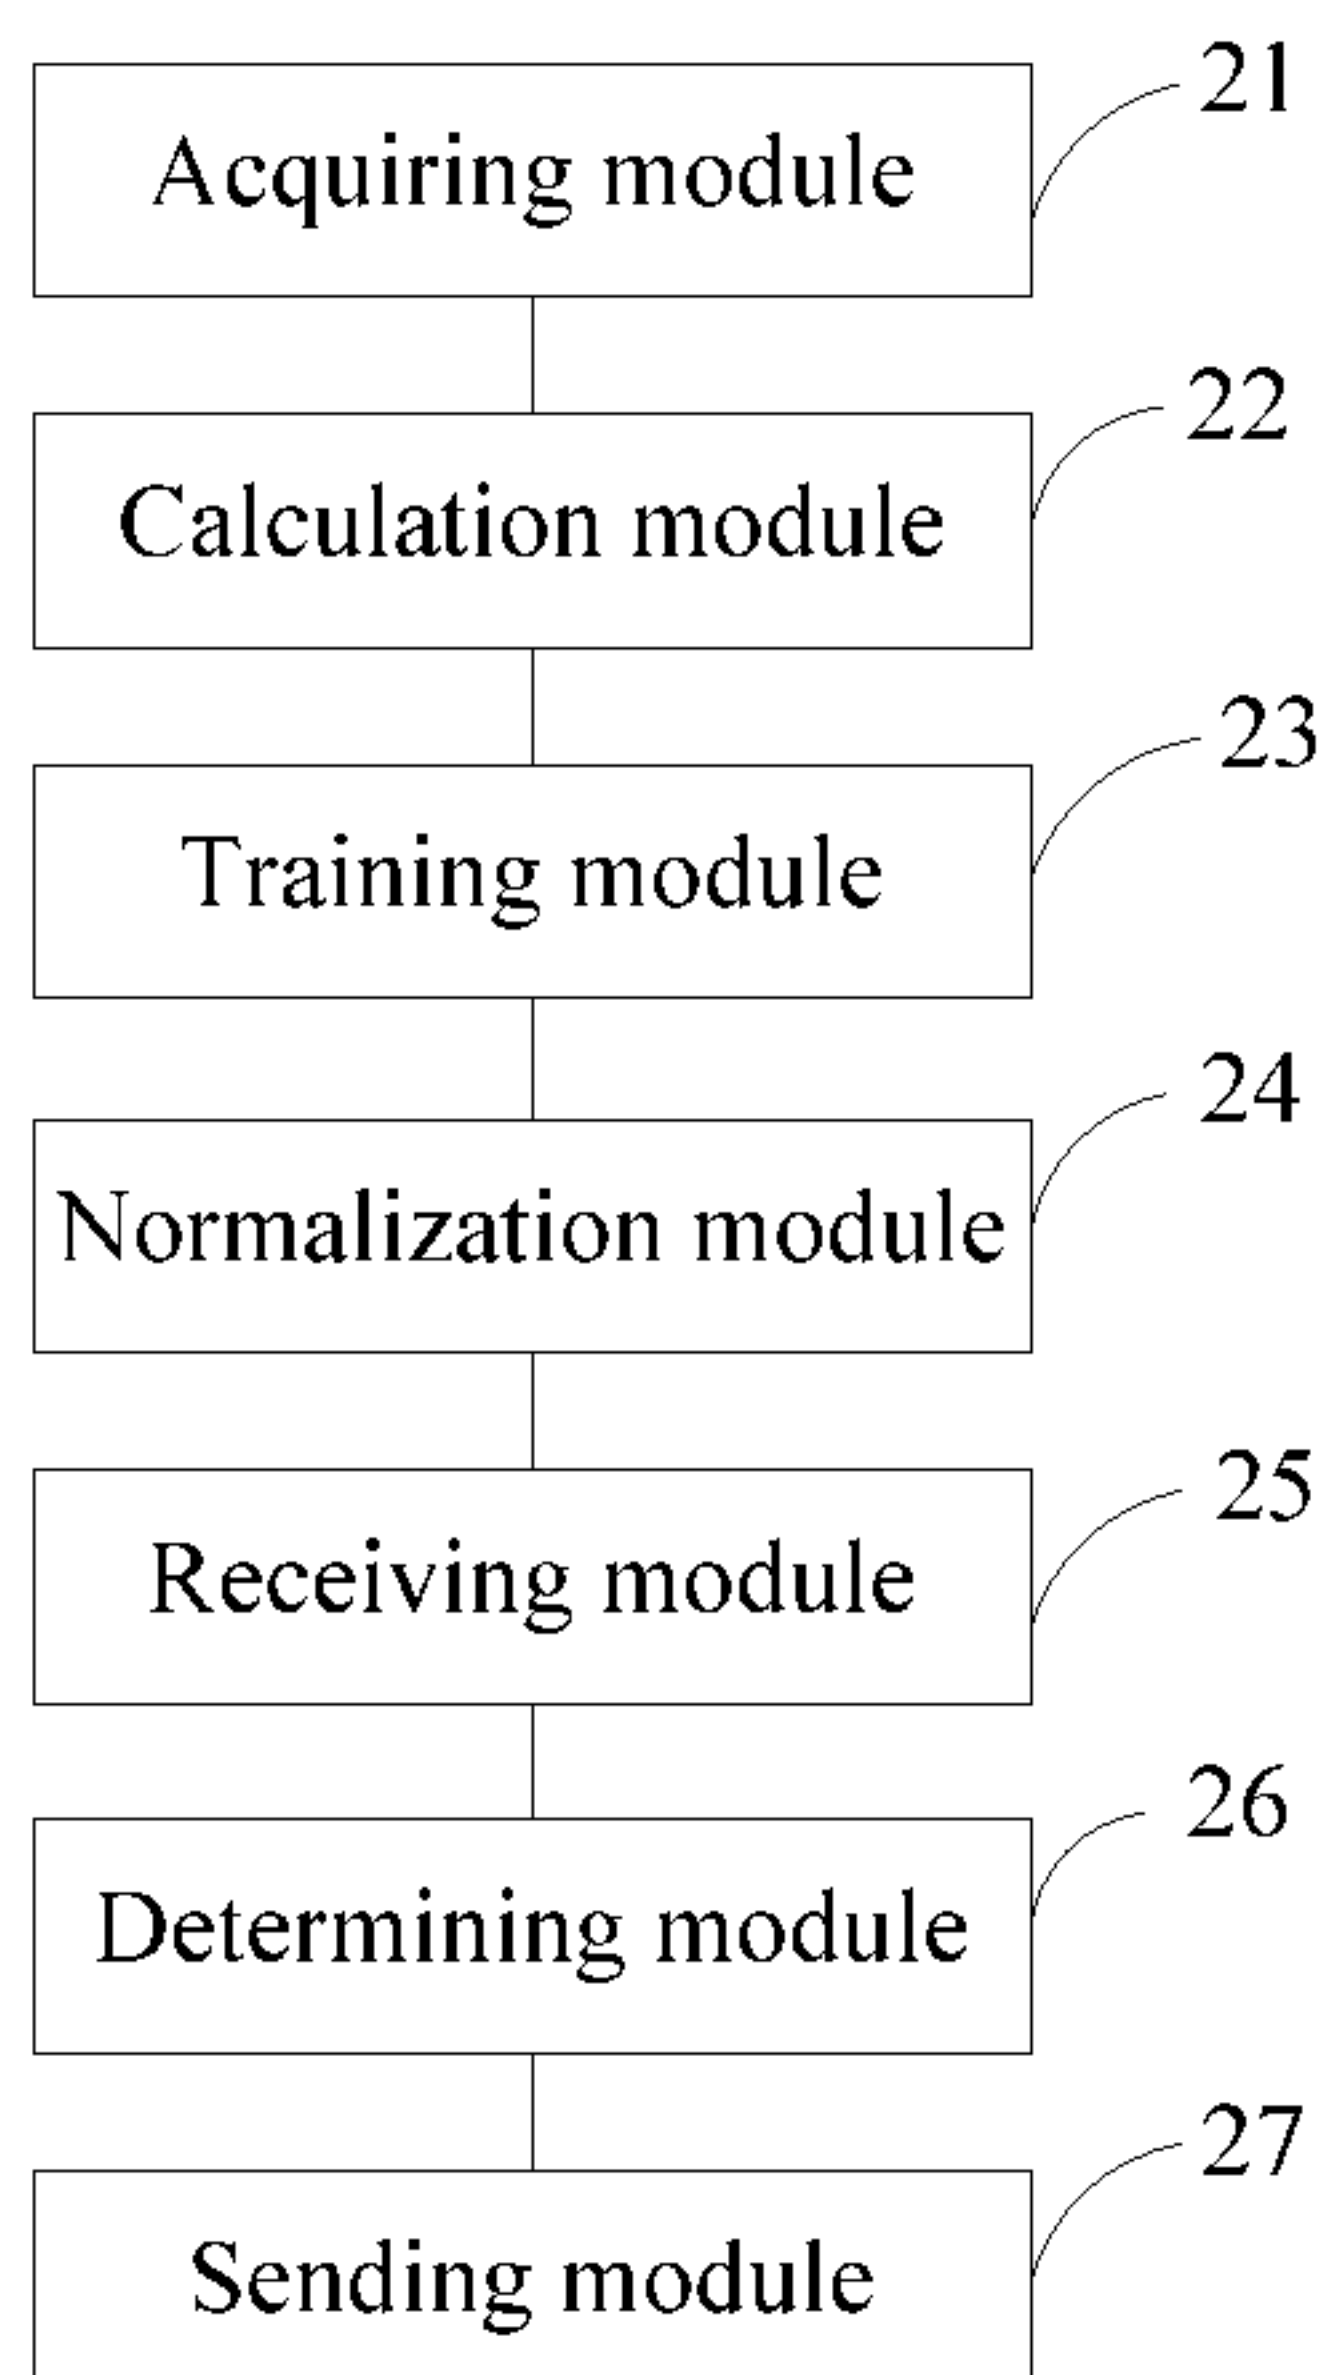 21
Acquiring module
22
Calculation module
23
Training module
24
Normalization module
25
Receiving module
26
Determining module
27
Sending module